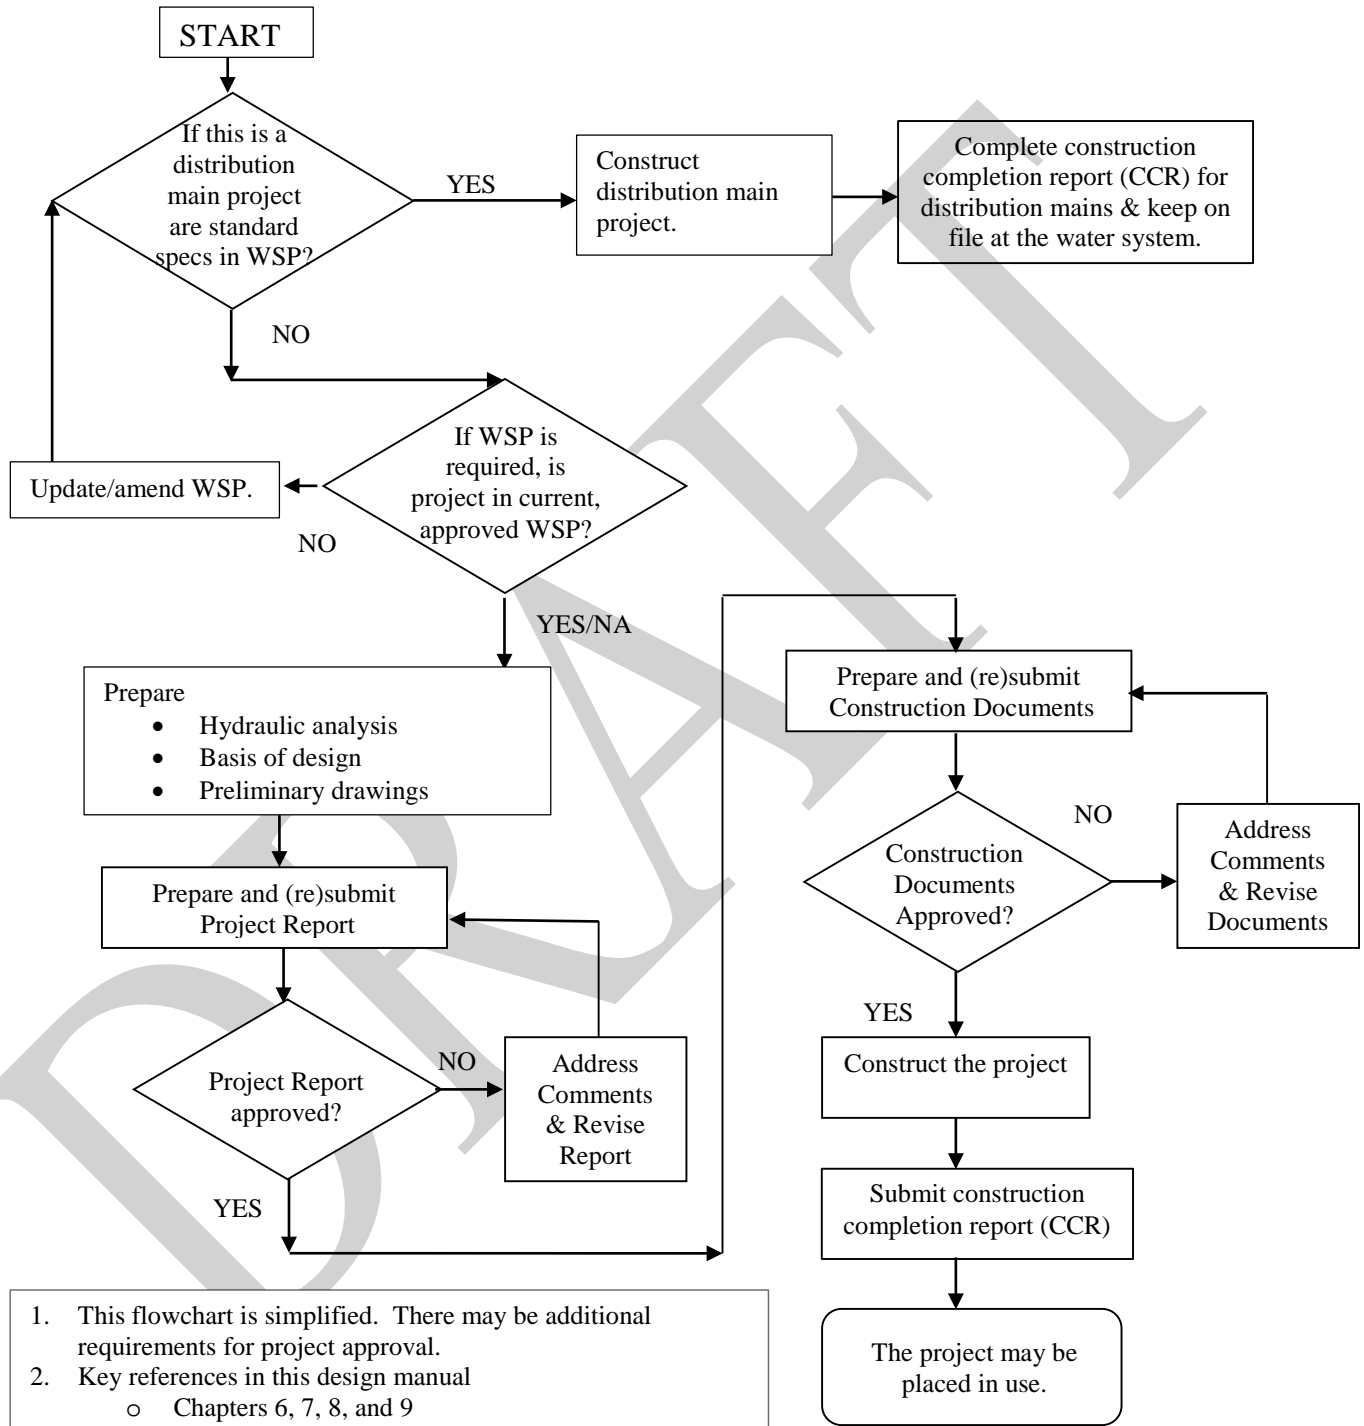 START
If this is a
distribution
main project
are standard
specs in WSP?
YES
Construct
distribution main
project.
Complete construction
completion report (CCR) for
distribution mains & keep on
file at the water system.
NO
If WSP is
required, is
project in current,
approved WSP?
Update/amend WSP.
NO
YES/NA
Prepare
• Hydraulic analysis
• Basis of design
• Preliminary drawings
Prepare and (re)submit
Project Report
Project Report
approved?
NO
Address
Comments
& Revise
Report
YES
Prepare and (re)submit
Construction Documents
Construction
Documents
Approved?
NO
Address
Comments
& Revise
Documents
YES
Construct the project
Submit construction
completion report (CCR)
The project may be
placed in use.
1. This flowchart is simplified. There may be additional
requirements for project approval.
2. Key references in this design manual
o Chapters 6, 7, 8, and 9
DRAFT